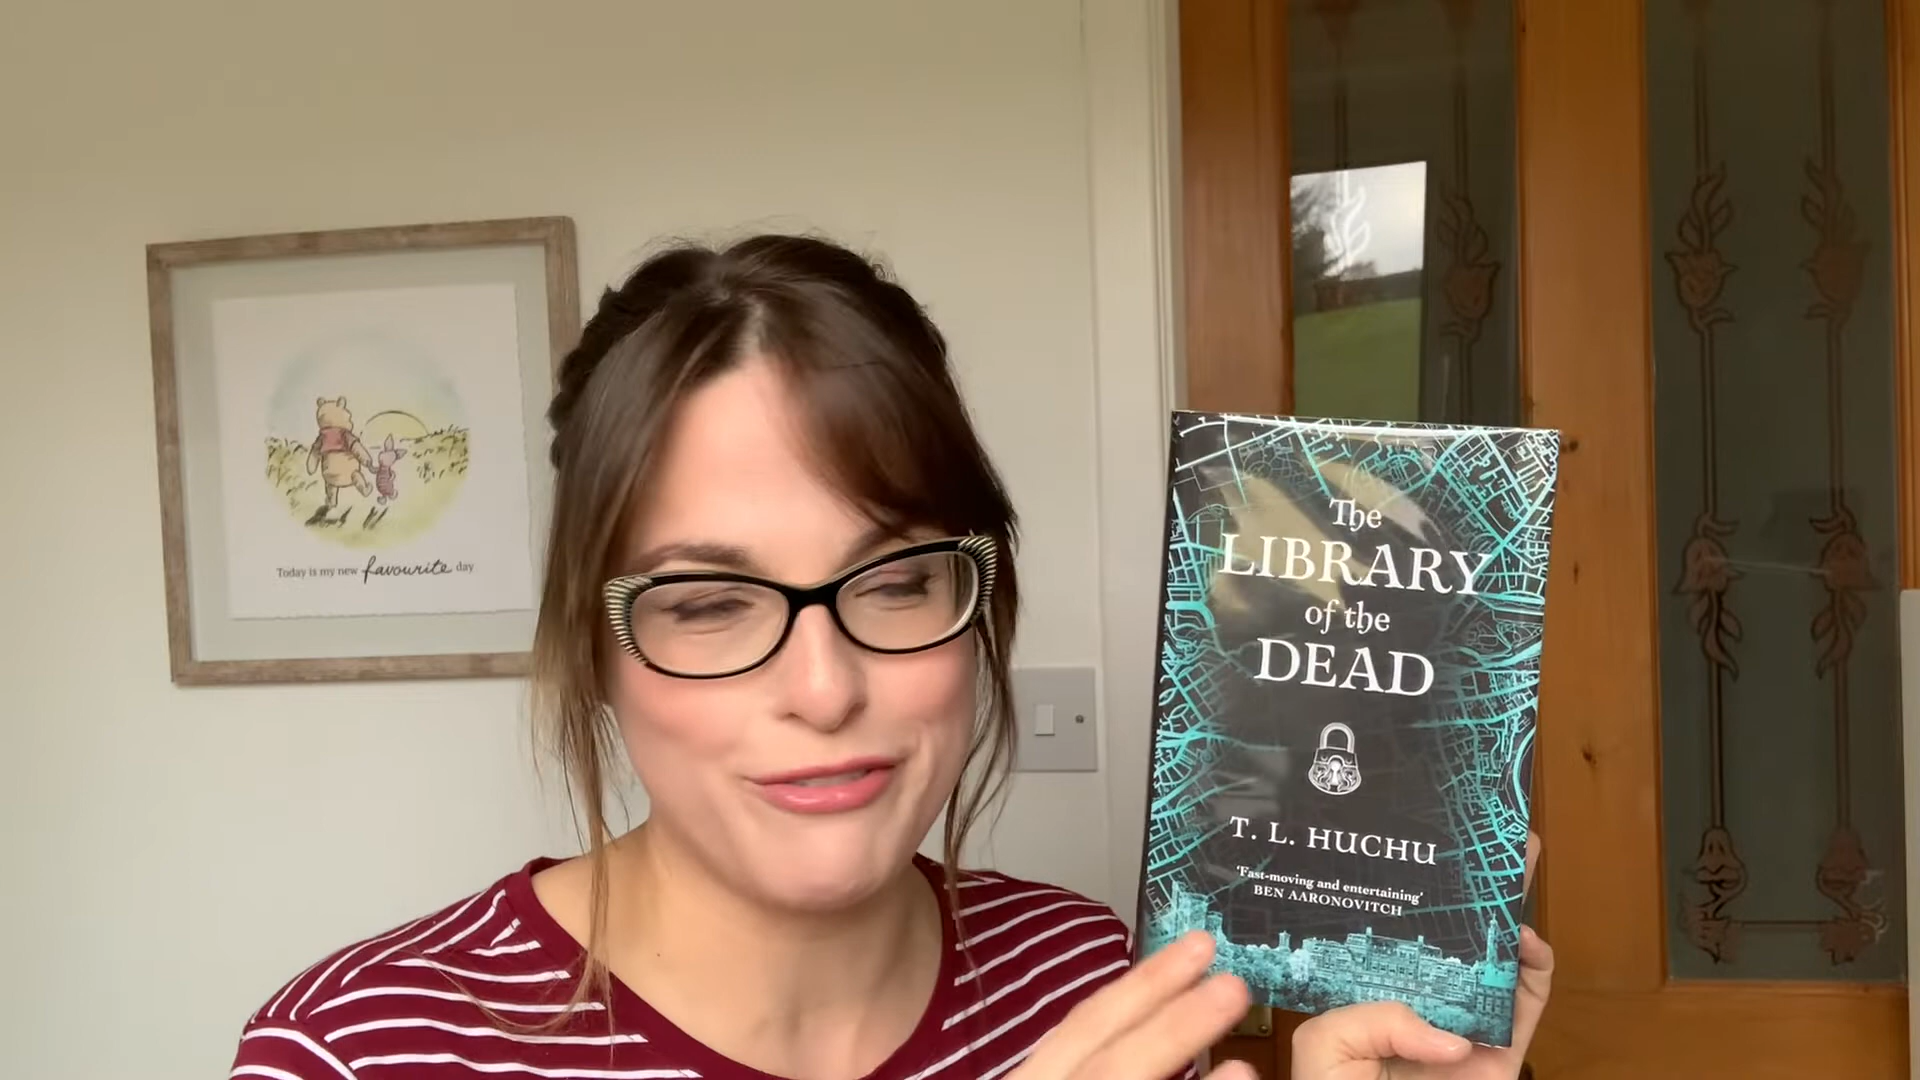 Today is my new favourite day
The
LIBRARY
of the
DEAD
T. L. HUCHU
'Fast-moving and entertaining'
BEN AARONOVITCH